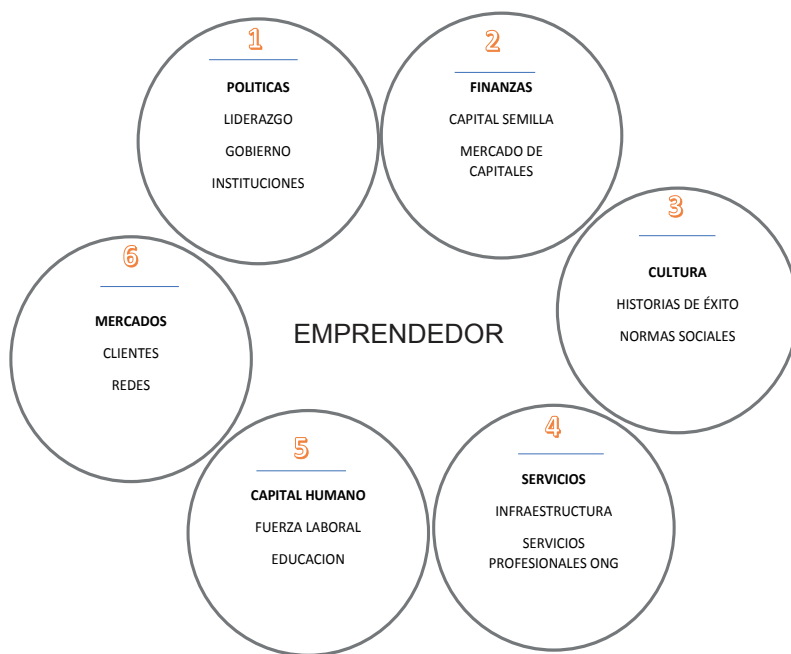 1
POLITICAS
LIDERAZGO
GOBIERNO
INSTITUCIONES
2
FINANZAS
CAPITAL SEMILLA
MERCADO DE
CAPITALES
3
CULTURA
HISTORIAS DE ÉXITO
NORMAS SOCIALES
4
SERVICIOS
INFRAESTRUCTURA
SERVICIOS
PROFESIONALES ONG
5
CAPITAL HUMANO
FUERZA LABORAL
EDUCACION
6
MERCADOS
CLIENTES
REDES
EMPRENDEDOR